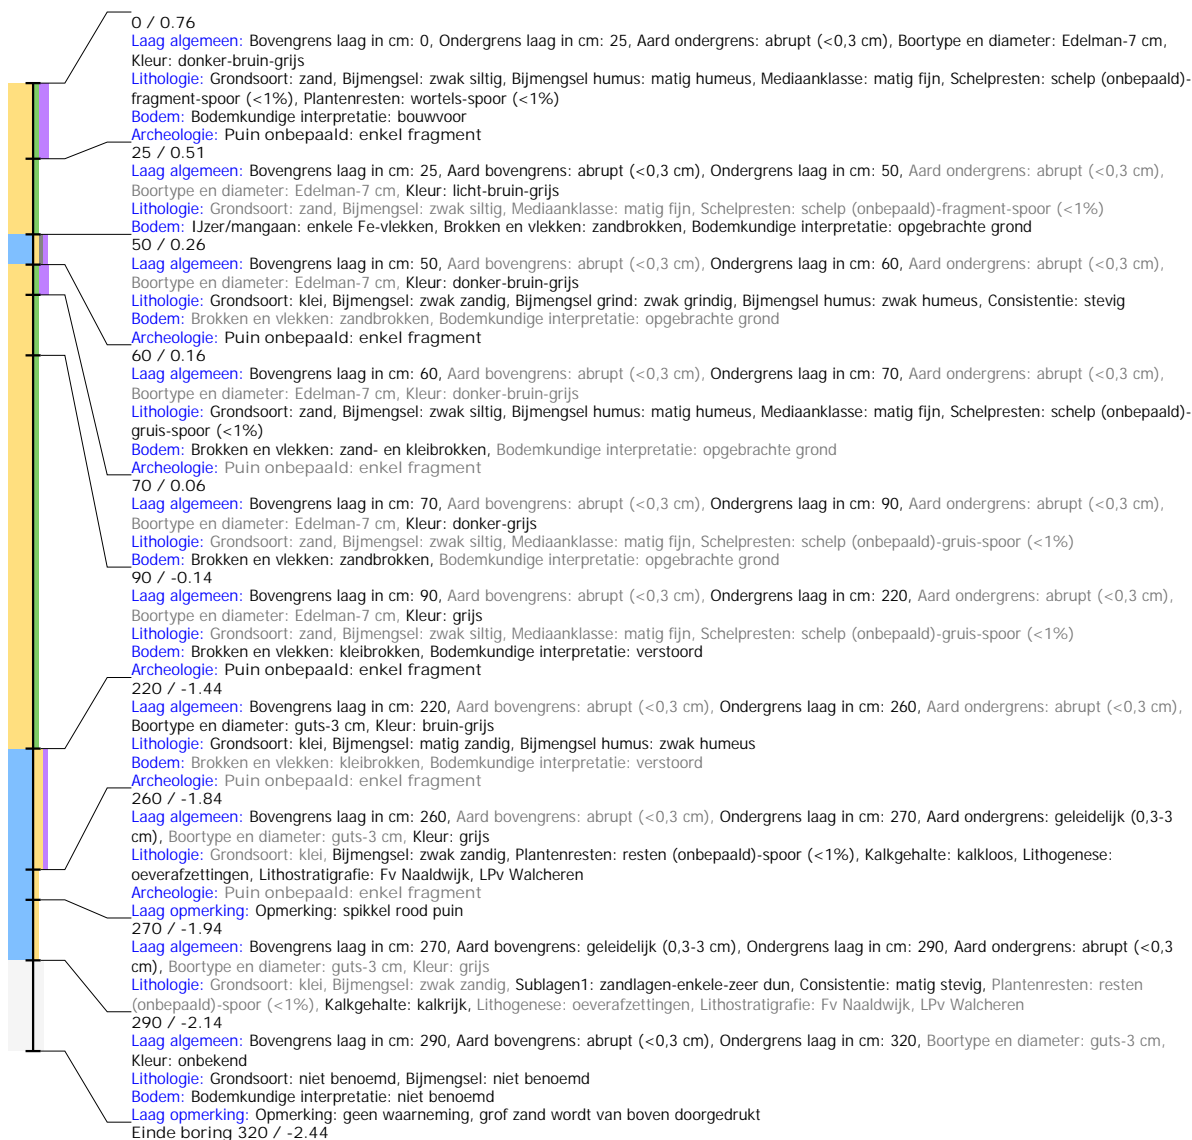 0 / 0.76
Laag algemeen: Bovengrens laag in cm: 0, Ondergrens laag in cm: 25, Aard ondergrens: abrupt (<0,3 cm), Boortype en diameter: Edelman-7 cm,
Kleur: donker-bruin-grijs
Lithologie: Grondsoort: zand, Bijmengsel: zwak siltig, Bijmengsel humus: matig humeus, Mediaanklasse: matig fijn, Schelpresten: schelp (onbepaald)-
fragment-spoor (<1%), Plantenresten: wortels-spoor (<1%)
Bodem: Bodemkundige interpretatie: bouwvoor
Archeologie: Puin onbepaald: enkel fragment
25 / 0.51
Laag algemeen: Bovengrens laag in cm: 25, Aard bovengrens: abrupt (<0,3 cm), Ondergrens laag in cm: 50, Aard ondergrens: abrupt (<0,3 cm),
Boortype en diameter: Edelman-7 cm, Kleur: licht-bruin-grijs
Lithologie: Grondsoort: zand, Bijmengsel: zwak siltig, Mediaanklasse: matig fijn, Schelpresten: schelp (onbepaald)-fragment-spoor (<1%)
Bodem: IJzer/mangaan: enkele Fe-vlekken, Brokken en vlekken: zandbrokken, Bodemkundige interpretatie: opgebrachte grond
50 / 0.26
Laag algemeen: Bovengrens laag in cm: 50, Aard bovengrens: abrupt (<0,3 cm), Ondergrens laag in cm: 60, Aard ondergrens: abrupt (<0,3 cm),
Boortype en diameter: Edelman-7 cm, Kleur: donker-bruin-grijs
Lithologie: Grondsoort: klei, Bijmengsel: zwak zandig, Bijmengsel grind: zwak grindig, Bijmengsel humus: zwak humeus, Consistentie: stevig
Bodem: Brokken en vlekken: zandbrokken, Bodemkundige interpretatie: opgebrachte grond
Archeologie: Puin onbepaald: enkel fragment
60 / 0.16
Laag algemeen: Bovengrens laag in cm: 60, Aard bovengrens: abrupt (<0,3 cm), Ondergrens laag in cm: 70, Aard ondergrens: abrupt (<0,3 cm),
Boortype en diameter: Edelman-7 cm, Kleur: donker-bruin-grijs
Lithologie: Grondsoort: zand, Bijmengsel: zwak siltig, Bijmengsel humus: matig humeus, Mediaanklasse: matig fijn, Schelpresten: schelp (onbepaald)-
gruis-spoor (<1%)
Bodem: Brokken en vlekken: zand- en kleibrokken, Bodemkundige interpretatie: opgebrachte grond
Archeologie: Puin onbepaald: enkel fragment
70 / 0.06
Laag algemeen: Bovengrens laag in cm: 70, Aard bovengrens: abrupt (<0,3 cm), Ondergrens laag in cm: 90, Aard ondergrens: abrupt (<0,3 cm),
Boortype en diameter: Edelman-7 cm, Kleur: donker-grijs
Lithologie: Grondsoort: zand, Bijmengsel: zwak siltig, Mediaanklasse: matig fijn, Schelpresten: schelp (onbepaald)-gruis-spoor (<1%)
Bodem: Brokken en vlekken: zandbrokken, Bodemkundige interpretatie: opgebrachte grond
90 / -0.14
Laag algemeen: Bovengrens laag in cm: 90, Aard bovengrens: abrupt (<0,3 cm), Ondergrens laag in cm: 220, Aard ondergrens: abrupt (<0,3 cm),
Boortype en diameter: Edelman-7 cm, Kleur: grijs
Lithologie: Grondsoort: zand, Bijmengsel: zwak siltig, Mediaanklasse: matig fijn, Schelpresten: schelp (onbepaald)-gruis-spoor (<1%)
Bodem: Brokken en vlekken: kleibrokken, Bodemkundige interpretatie: verstoord
Archeologie: Puin onbepaald: enkel fragment
220 / -1.44
Laag algemeen: Bovengrens laag in cm: 220, Aard bovengrens: abrupt (<0,3 cm), Ondergrens laag in cm: 260, Aard ondergrens: abrupt (<0,3 cm),
Boortype en diameter: guts-3 cm, Kleur: bruin-grijs
Lithologie: Grondsoort: klei, Bijmengsel: matig zandig, Bijmengsel humus: zwak humeus
Bodem: Brokken en vlekken: kleibrokken, Bodemkundige interpretatie: verstoord
Archeologie: Puin onbepaald: enkel fragment
260 / -1.84
Laag algemeen: Bovengrens laag in cm: 260, Aard bovengrens: abrupt (<0,3 cm), Ondergrens laag in cm: 270, Aard ondergrens: geleidelijk (0,3-3
cm), Boortype en diameter: guts-3 cm, Kleur: grijs
Lithologie: Grondsoort: klei, Bijmengsel: zwak zandig, Plantenresten: resten (onbepaald)-spoor (<1%), Kalkgehalte: kalkloos, Lithogenese:
oeverafzettingen, Lithostratigrafie: Fv Naaldwijk, LPv Walcheren
Archeologie: Puin onbepaald: enkel fragment
Laag opmerking: Opmerking: spikkel rood puin
270 / -1.94
Laag algemeen: Bovengrens laag in cm: 270, Aard bovengrens: geleidelijk (0,3-3 cm), Ondergrens laag in cm: 290, Aard ondergrens: abrupt (<0,3
cm), Boortype en diameter: guts-3 cm, Kleur: grijs
Lithologie: Grondsoort: klei, Bijmengsel: zwak zandig, Sublagen1: zandlagen-enkele-zeer dun, Consistentie: matig stevig, Plantenresten: resten
(onbepaald)-spoor (<1%), Kalkgehalte: kalkrijk, Lithogenese: oeverafzettingen, Lithostratigrafie: Fv Naaldwijk, LPv Walcheren
290 / -2.14
Laag algemeen: Bovengrens laag in cm: 290, Aard bovengrens: abrupt (<0,3 cm), Ondergrens laag in cm: 320, Boortype en diameter: guts-3 cm,
Kleur: onbekend
Lithologie: Grondsoort: niet benoemd, Bijmengsel: niet benoemd
Bodem: Bodemkundige interpretatie: niet benoemd
Laag opmerking: Opmerking: geen waarneming, grof zand wordt van boven doorgedrukt
Einde boring 320 / -2.44